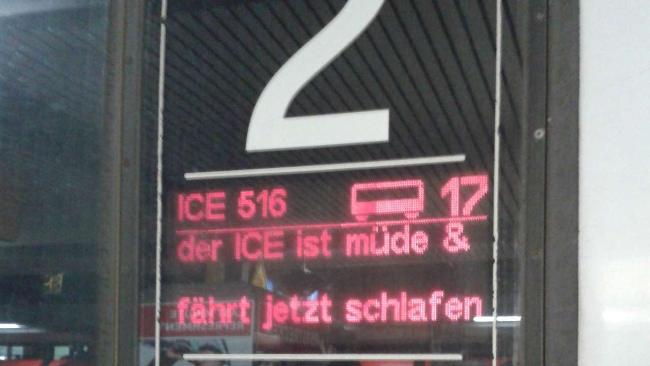 2
ICE 516 17
der ICE ist müde &
fährt jetzt schlafen